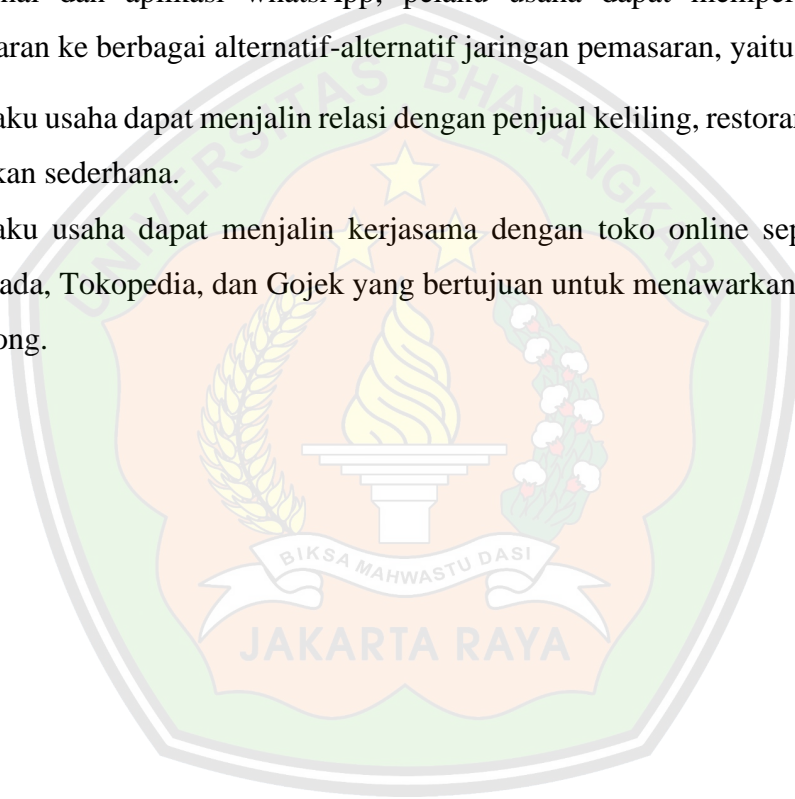 dan aplikasi WhatsApp, pelaku usaha dapat memper
aran ke berbagai alternatif-alternatif jaringan pemasaran, yaitu
aku usaha dapat menjalin relasi dengan penjual keliling, restoran
kan sederhana.
aku usaha dapat menjalin kerjasama dengan toko online sep
ada, Tokopedia, dan Gojek yang bertujuan untuk menawarkan
ong.
UNIVERSITAS BHAYANGKARA
BIKSA MAHWASTU DASI
JAKARTA RAYA